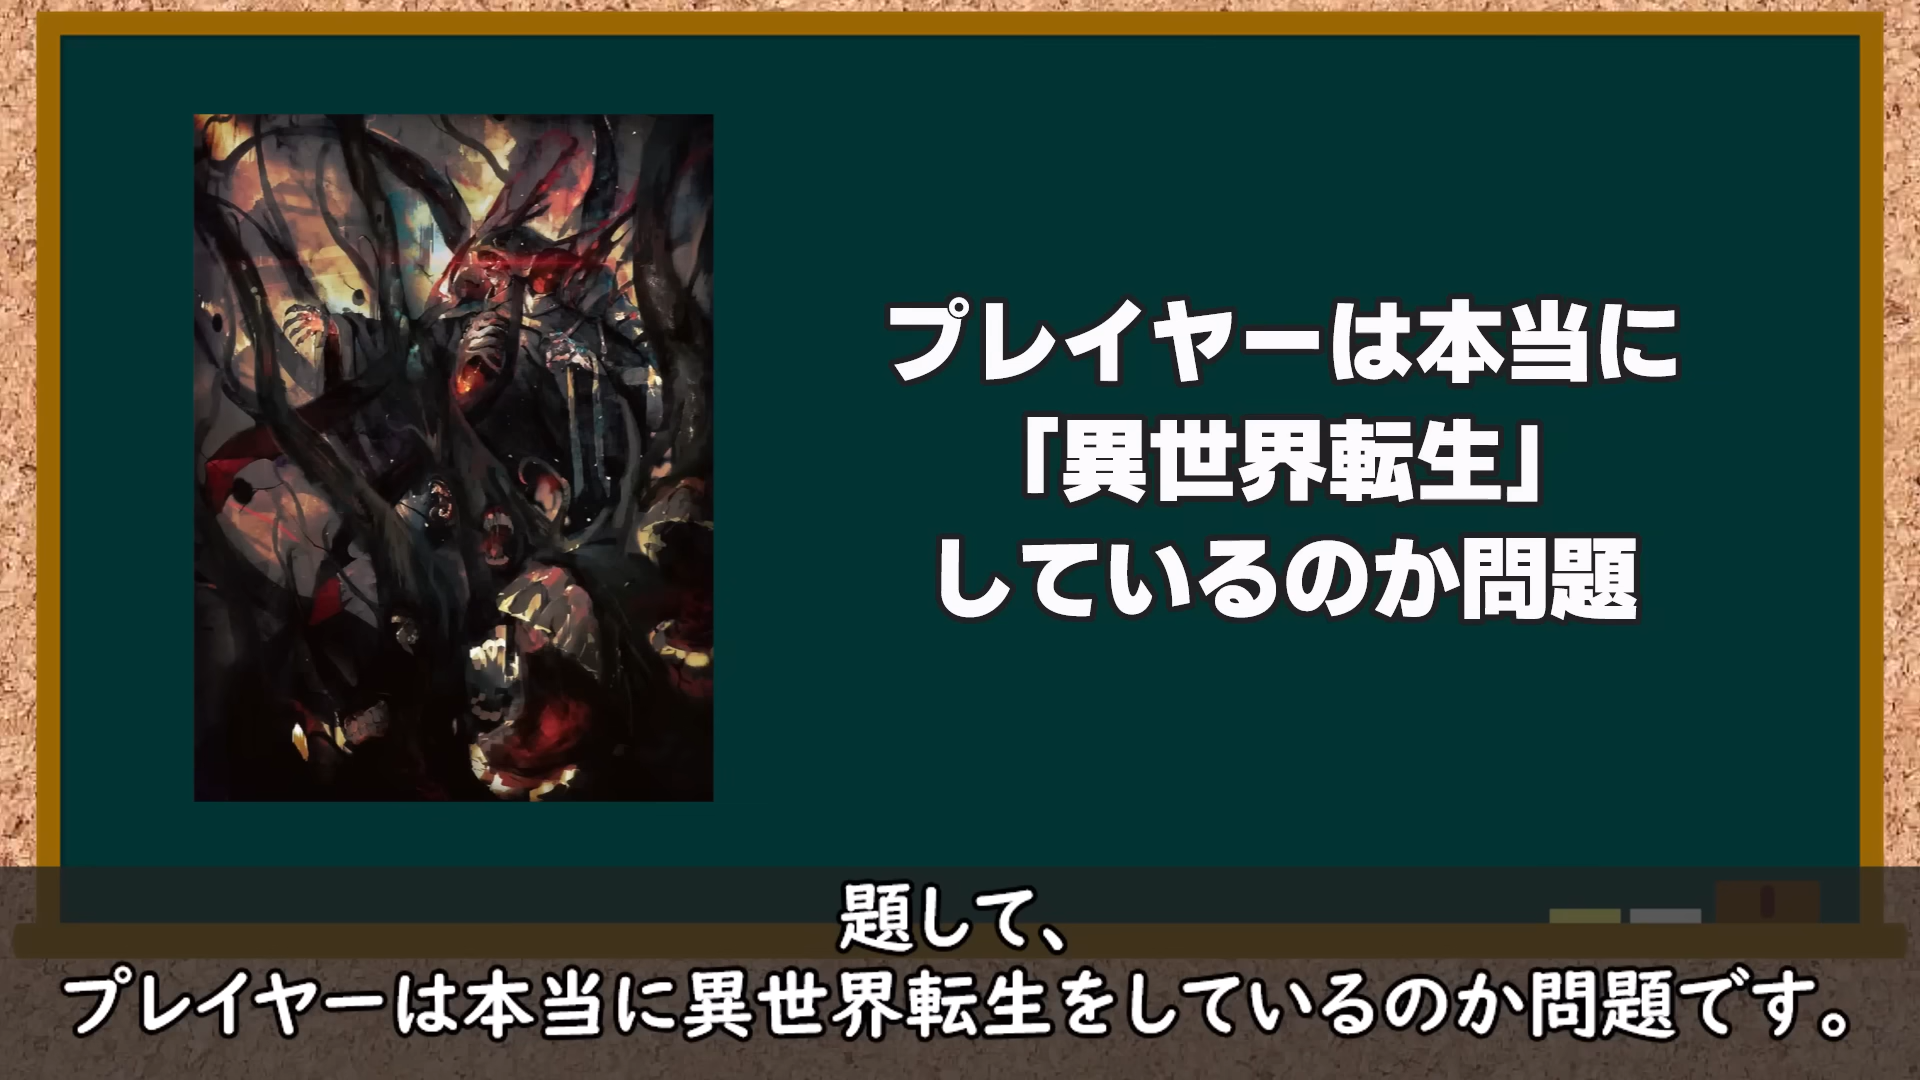 プレイヤーは本当に
「異世界転生」
しているのか問題
題して、
プレイヤーは本当に異世界転生をしているのか問題です。